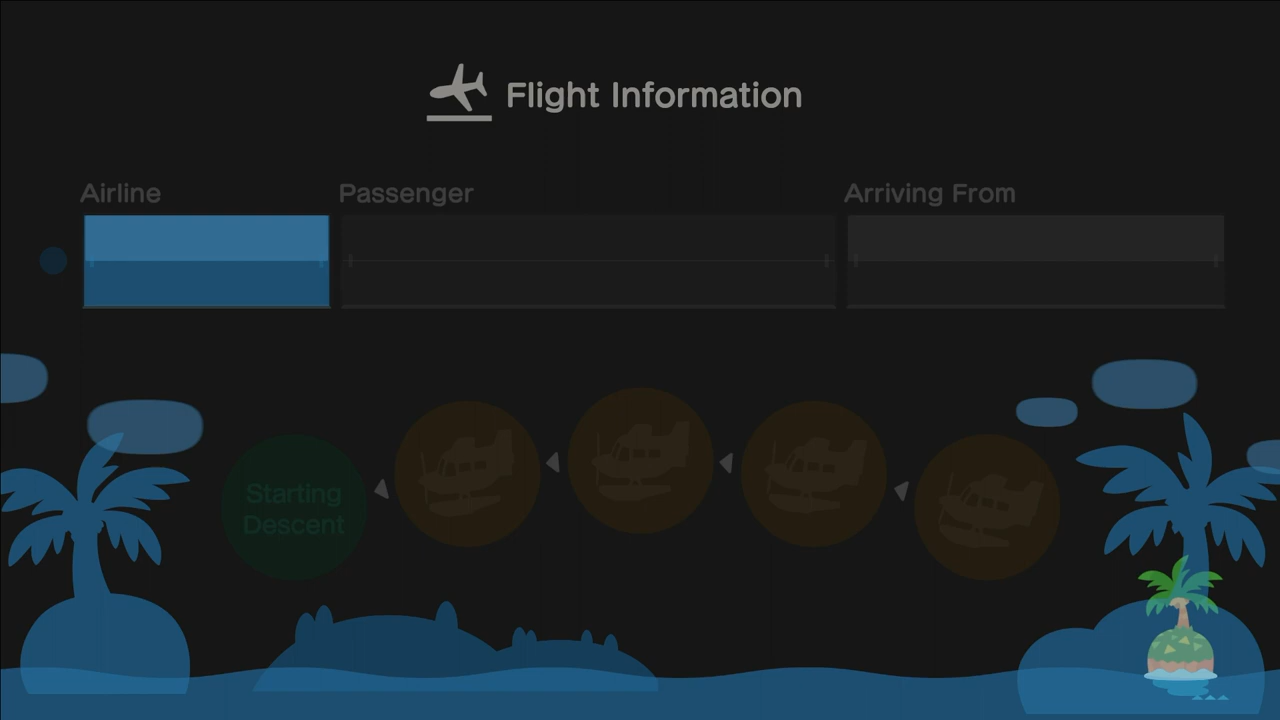 Flight Information
Airline
Passenger
Arriving From
Starting
Descent